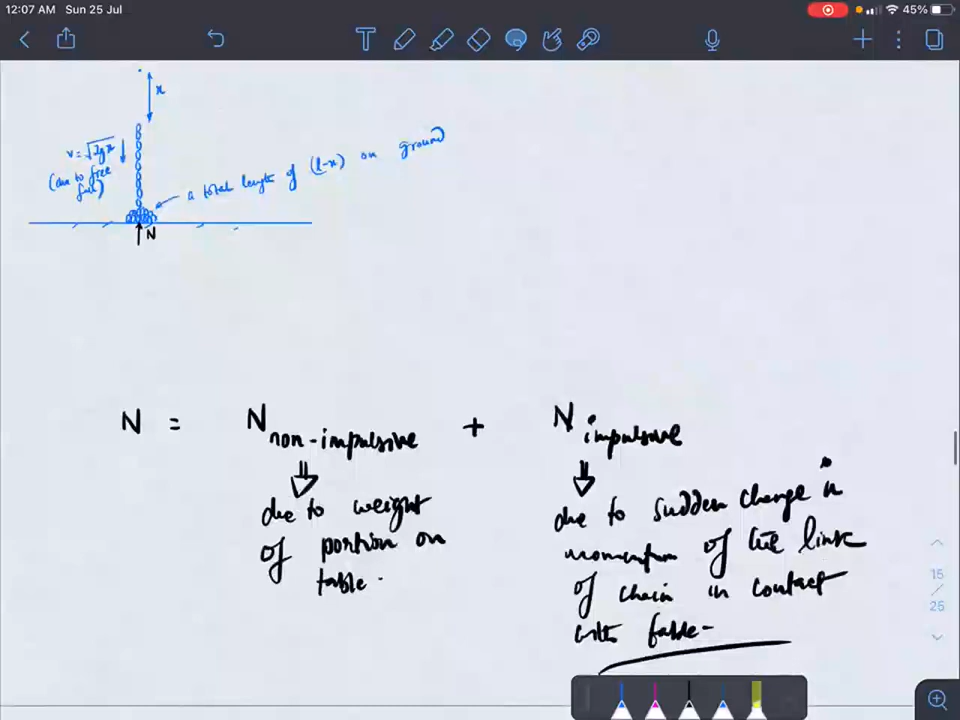 12:07 AM Sun 25 Jul
45%
T
x
v = √2gx
(due to free
fall)
a total length of (l-x) on ground
N
N = N non-impulsive + N impulsive
due to weight
of portion on
table
due to sudden change in
momentum of the link
of chain in contact
with table
15
/
25